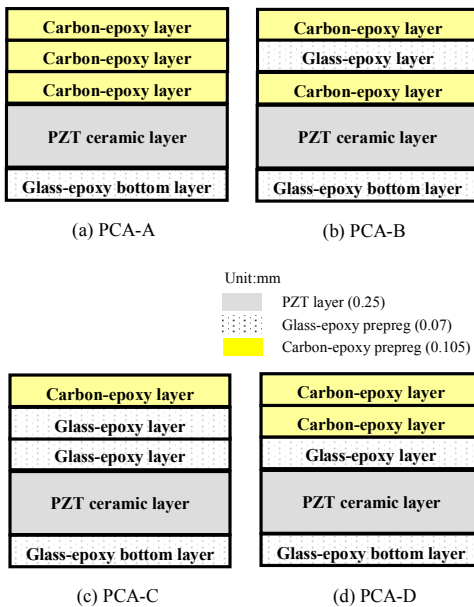 Carbon-epoxy layer
Carbon-epoxy layer
Carbon-epoxy layer
PZT ceramic layer
Glass-epoxy bottom layer
(a) PCA-A
Carbon-epoxy layer
Glass-epoxy layer
Carbon-epoxy layer
PZT ceramic layer
Glass-epoxy bottom layer
(b) PCA-B
Unit:mm
PZT layer (0.25)
Glass-epoxy prepreg (0.07)
Carbon-epoxy prepreg (0.105)
Carbon-epoxy layer
Glass-epoxy layer
Glass-epoxy layer
PZT ceramic layer
Glass-epoxy bottom layer
(c) PCA-C
Carbon-epoxy layer
Carbon-epoxy layer
Glass-epoxy layer
PZT ceramic layer
Glass-epoxy bottom layer
(d) PCA-D